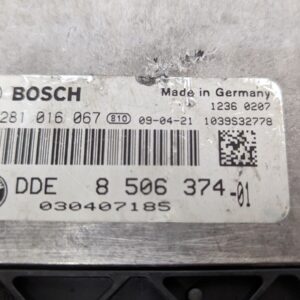 BOSCH Made in Germany
1236 0207
281 016 067 810 09-04-21 1039S32778
DDE 8 506 374-01
030407185